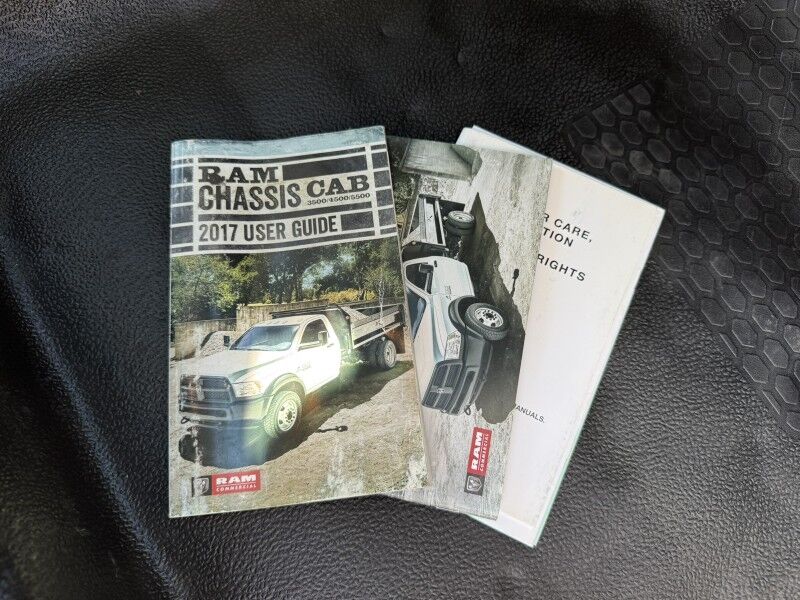 RAM
CHASSIS CAB
3500/4500/5500
2017 USER GUIDE
RAM
COMMERCIAL
RAM
COMMERCIAL
R CARE,
TION
RIGHTS
ANUALS.